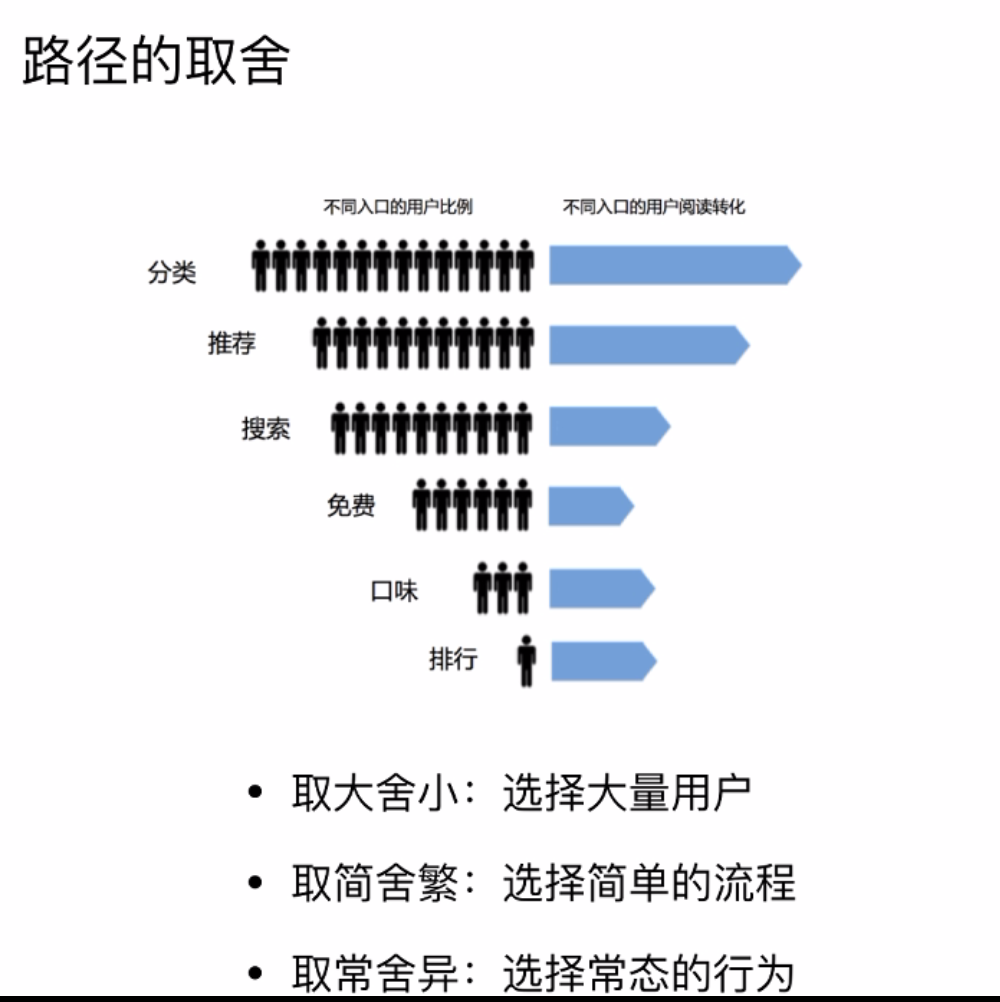 路径的取舍
不同入口的用户比例 不同入口的用户阅读转化
分类
推荐
搜索
免费
口味
排行
• 取大舍小：选择大量用户
• 取简舍繁：选择简单的流程
• 取常舍异：选择常态的行为